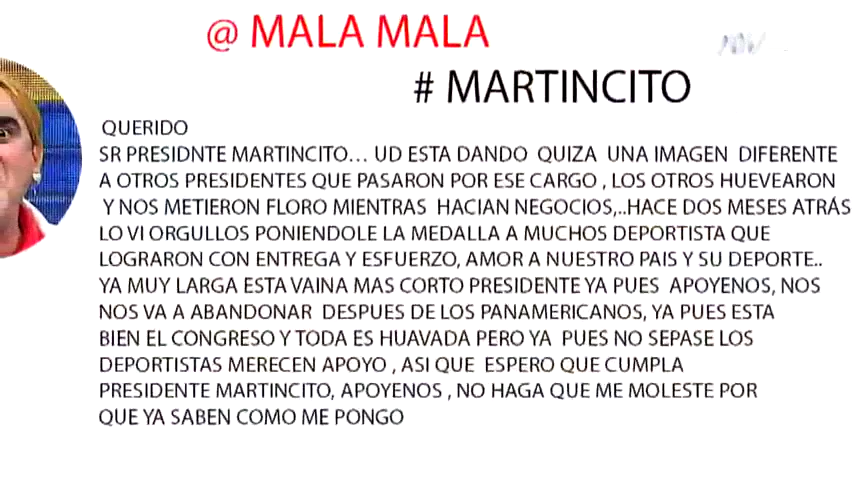 @ MALA MALA
# MARTINCITO
QUERIDO
SR PRESIDNTE MARTINCITO... UD ESTA DANDO QUIZA UNA IMAGEN DIFERENTE
A OTROS PRESIDENTES QUE PASARON POR ESE CARGO , LOS OTROS HUEVEARON
Y NOS METIERON FLORO MIENTRAS HACIAN NEGOCIOS,..HACE DOS MESES ATRÁS
LO VI ORGULLOS PONIENDOLE LA MEDALLA A MUCHOS DEPORTISTA QUE
LOGRARON CON ENTREGA Y ESFUERZO, AMOR A NUESTRO PAIS Y SU DEPORTE..
YA MUY LARGA ESTA VAINA MAS CORTO PRESIDENTE YA PUES APOYENOS, NOS
NOS VA A ABANDONAR DESPUES DE LOS PANAMERICANOS, YA PUES ESTA
BIEN EL CONGRESO Y TODA ES HUAVADA PERO YA PUES NO SEPASE LOS
DEPORTISTAS MERECEN APOYO , ASI QUE ESPERO QUE CUMPLA
PRESIDENTE MARTINCITO, APOYENOS , NO HAGA QUE ME MOLESTE POR
QUE YA SABEN COMO ME PONGO